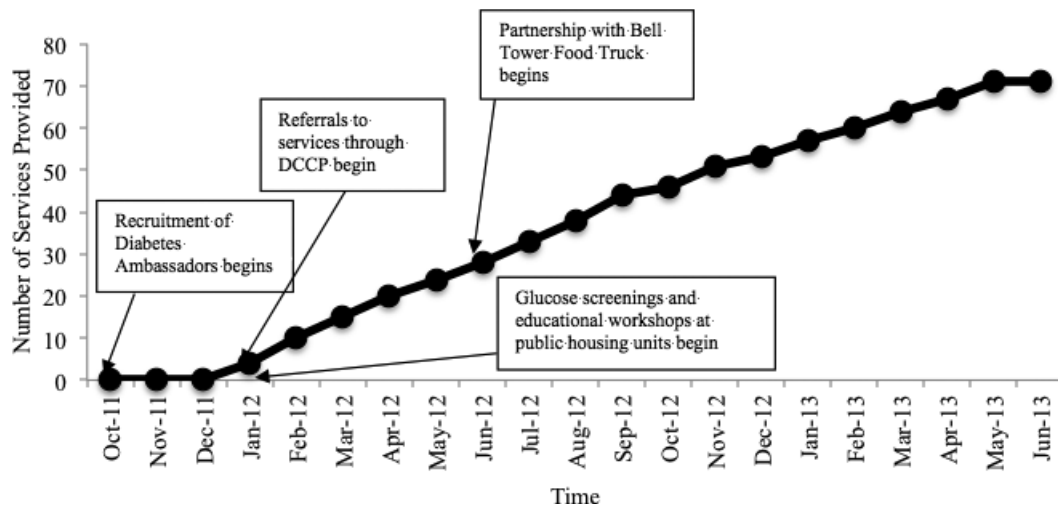 Partnership with Bell
Tower Food Truck
begins
Referrals to
services through
DCCP begin
Recruitment of
Diabetes
Ambassadors begins
Glucose screenings and
educational workshops at
public housing units begin
Number of Services Provided
80
70
60
50
40
30
20
10
0
Oct-11
Nov-11
Dec-11
Jan-12
Feb-12
Mar-12
Apr-12
May-12
Jun-12
Jul-12
Aug-12
Sep-12
Oct-12
Nov-12
Dec-12
Jan-13
Feb-13
Mar-13
Apr-13
May-13
Jun-13
Time